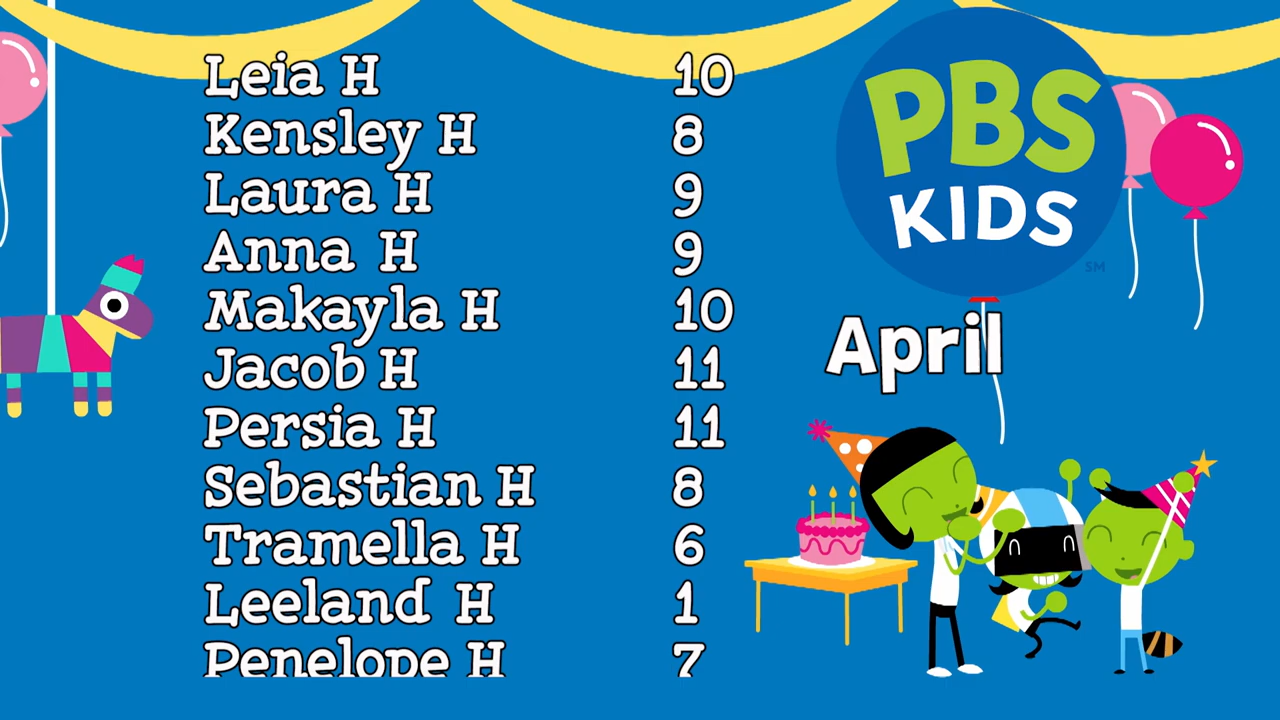 Leia H 10
Kensley H 8
Laura H 9
Anna H 9
Makayla H 10
Jacob H 11
Persia H 11
Sebastian H 8
Tramella H 6
Leeland H 1
Penelope H 7
PBS
KIDS
SM
April